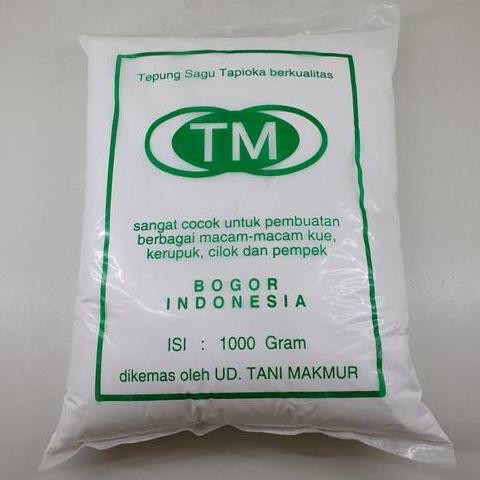 Tepung Sagu Tapioka berkualitas
TM
sangat cocok untuk pembuatan
berbagai macam-macam kue,
kerupuk, cilok dan pempek
BOGOR
INDONESIA
ISI : 1000 Gram
dikemas oleh UD. TANI MAKMUR